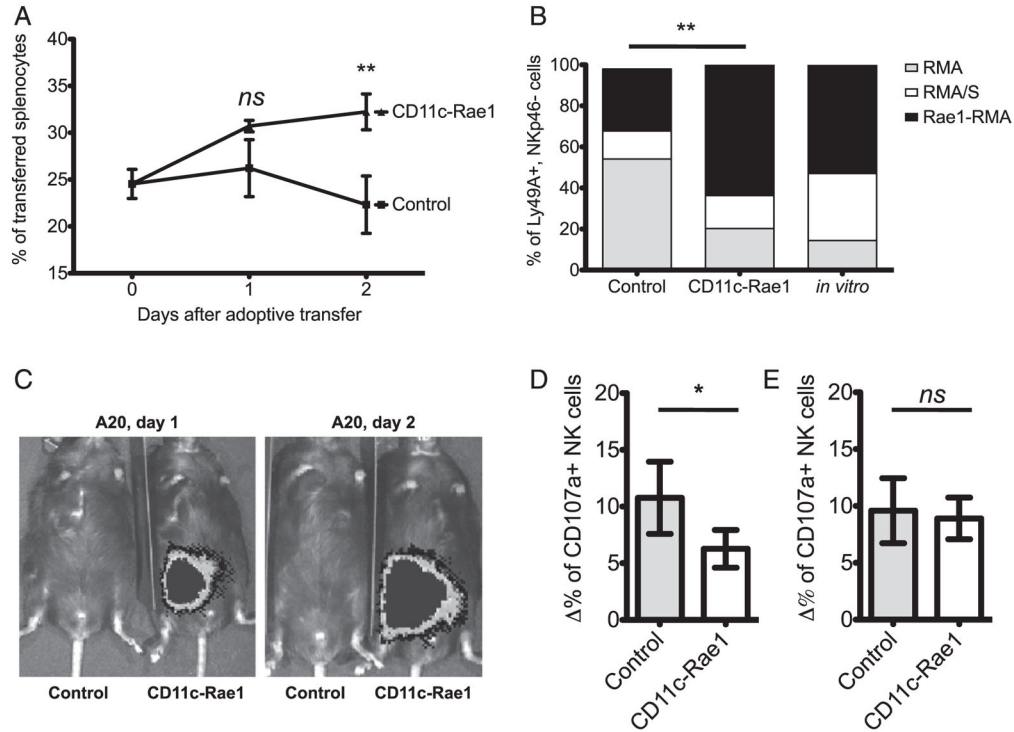 A
% of transferred splenocytes
40
35
30
25
20
15
ns
**
CD11c-Rae1
Control
0 1 2
Days after adoptive transfer
B
% of Ly49A+, NKp46- cells
**
100
80
60
40
20
0
RMA
RMA/S
Rae1-RMA
Control CD11c-Rae1 in vitro
C
A20, day 1 A20, day 2
Control CD11c-Rae1 Control CD11c-Rae1
D
Δ% of CD107a+ NK cells
20
15
10
5
0
*
Control
CD11c-Rae1
E
Δ% of CD107a+ NK cells
20
15
10
5
0
ns
Control
CD11c-Rae1